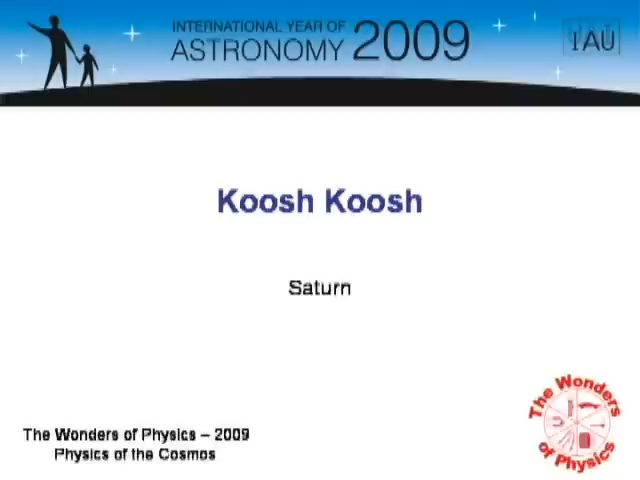 INTERNATIONAL YEAR OF
ASTRONOMY 2009
IAU
Koosh Koosh
Saturn
The Wonders of Physics
The Wonders of Physics – 2009
Physics of the Cosmos